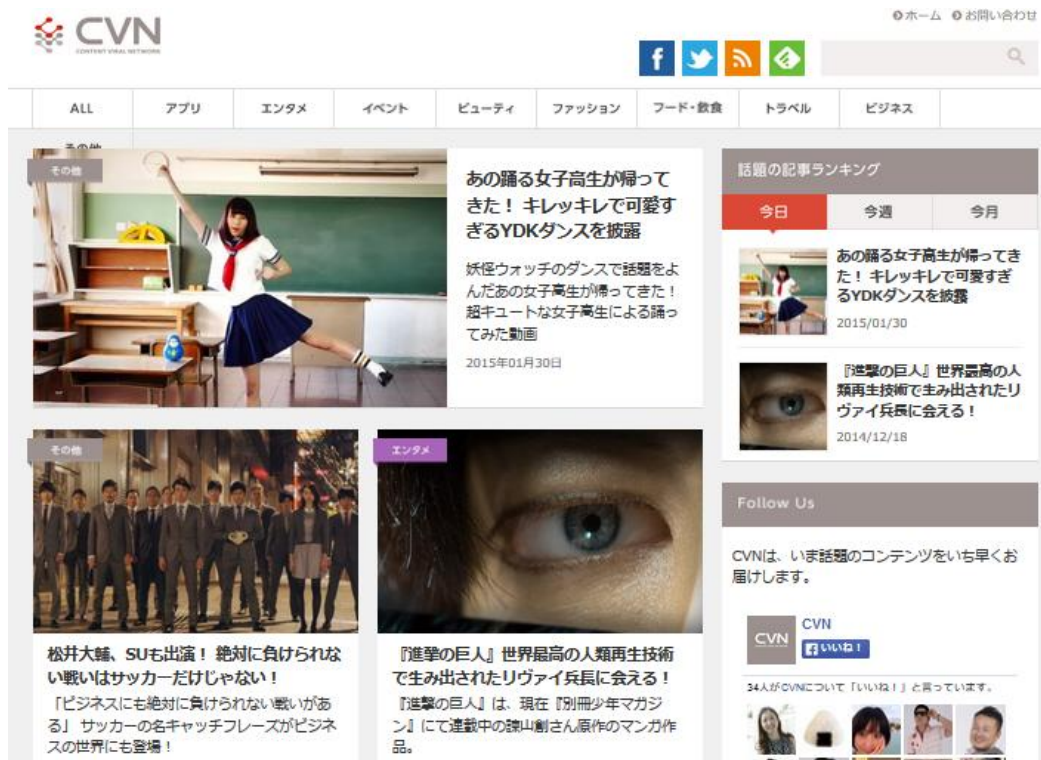 ホーム お問い合わせ
CVN
CONTENT VIRAL NETWORK
ALL アプリ エンタメ イベント ビューティ ファッション フード・飲食 トラベル ビジネス
その他
その他
あの踊る女子高生が帰って
きた！ キレッキレで可愛す
ぎるYDKダンスを披露
妖怪ウォッチのダンスで話題をよ
んだあの女子高生が帰ってきた！
超キュートな女子高生による踊っ
てみた動画
2015年01月30日
その他
松井大輔、SUも出演！ 絶対に負けられな
い戦いはサッカーだけじゃない！
「ビジネスにも絶対に負けられない戦いがあ
る」 サッカーの名キャッチフレーズがビジネ
スの世界にも登場！
エンタメ
『進撃の巨人』世界最高の人類再生技術
で生み出されたリヴァイ兵長に会える！
『進撃の巨人』は、現在『別冊少年マガジ
ン』にて連載中の諫山創さん原作のマンガ作
品。
話題の記事ランキング
今日 今週 今月
あの踊る女子高生が帰ってき
た！ キレッキレで可愛すぎ
るYDKダンスを披露
2015/01/30
『進撃の巨人』世界最高の人
類再生技術で生み出されたリ
ヴァイ兵長に会える！
2014/12/18
Follow Us
CVNは、いま話題のコンテンツをいち早くお
届けします。
CVN
CVN
いいね！
34人がCVNについて「いいね！」と言っています。